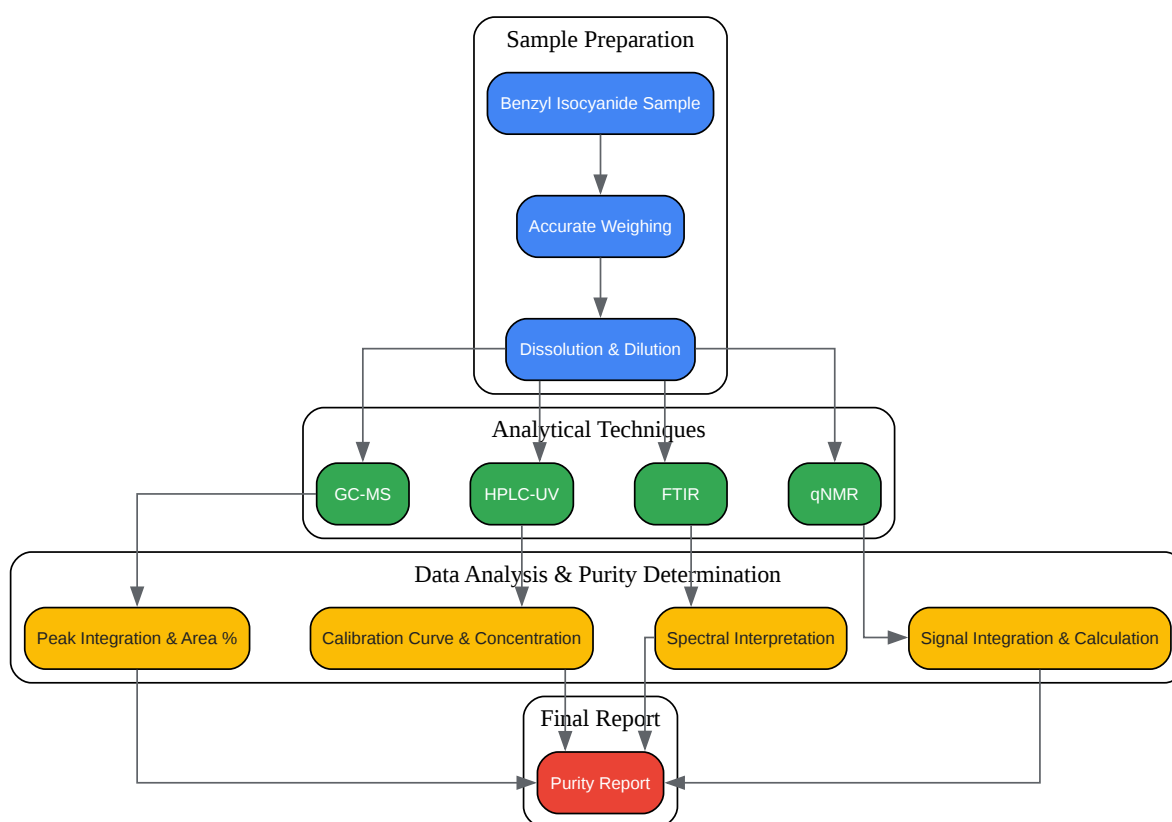 Sample Preparation
Benzyl Isocyanide Sample
Accurate Weighing
Dissolution & Dilution
Analytical Techniques
GC-MS
HPLC-UV
FTIR
qNMR
Data Analysis & Purity Determination
Peak Integration & Area %
Calibration Curve & Concentration
Spectral Interpretation
Signal Integration & Calculation
Final Report
Purity Report